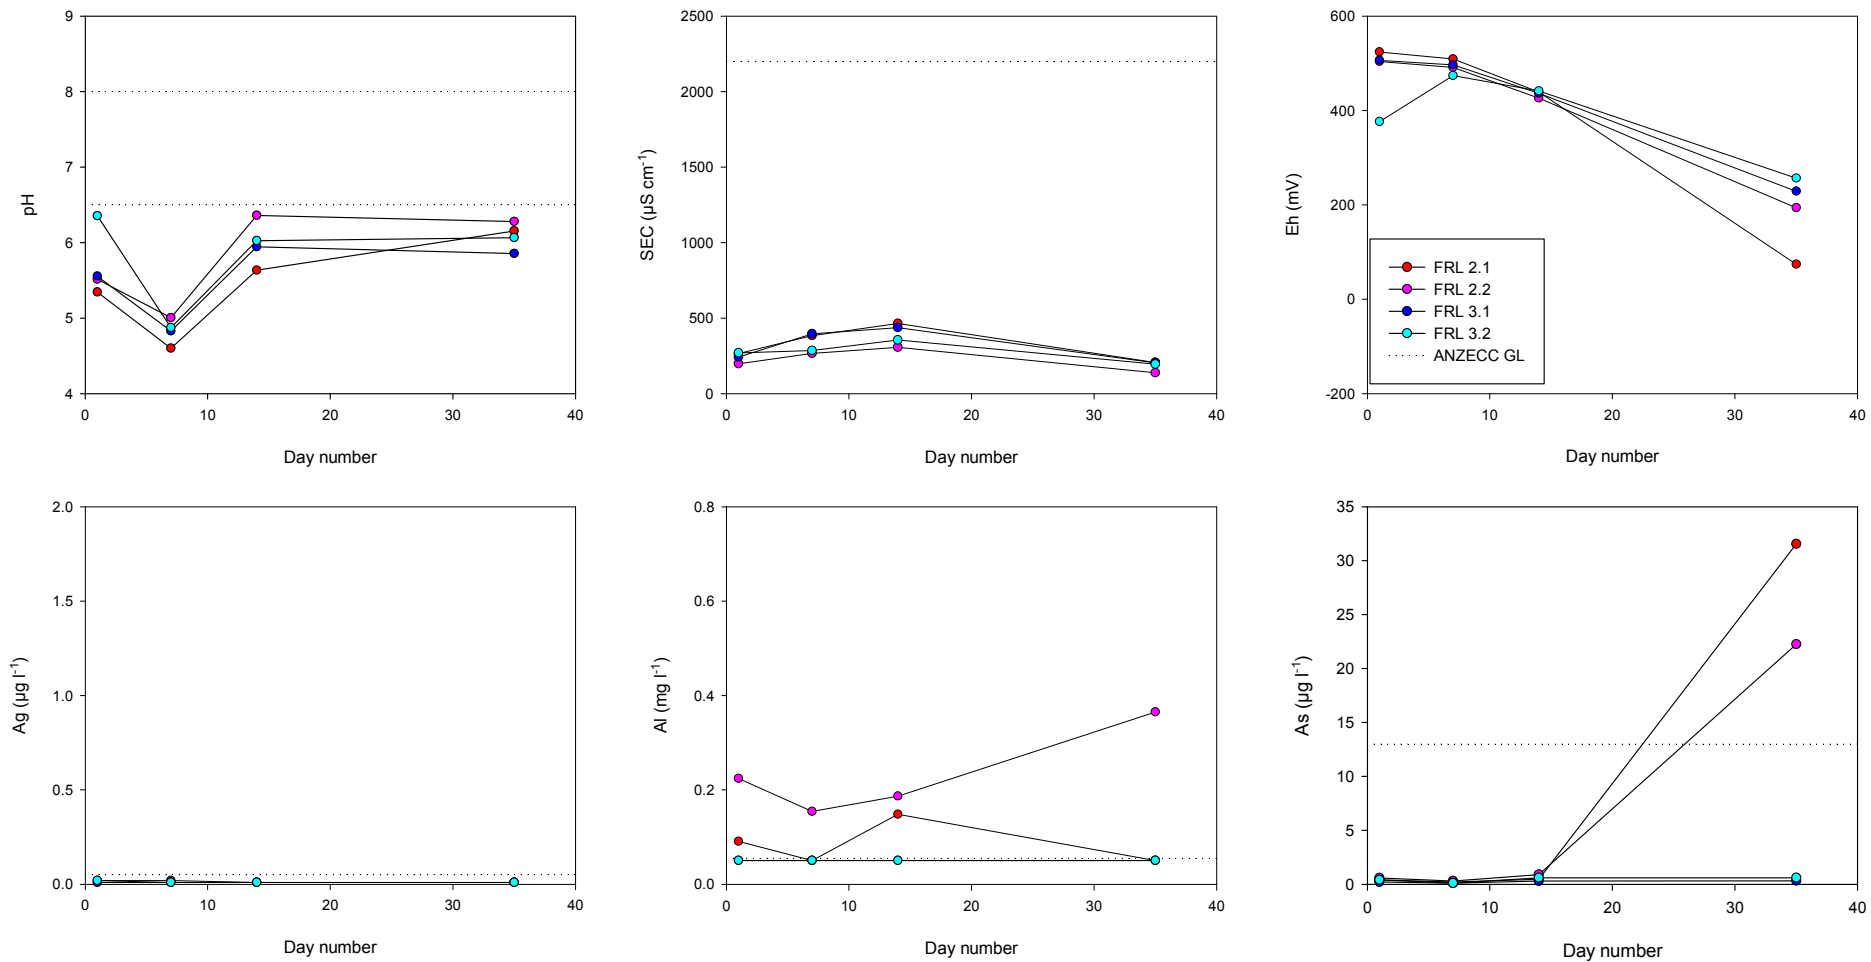 9
8
7
6
5
4
pH
0 10 20 30 40
Day number
2500
2000
1500
1000
500
0
SEC (µS cm⁻¹)
0 10 20 30 40
Day number
600
400
200
0
-200
Eh (mV)
FRL 2.1
FRL 2.2
FRL 3.1
FRL 3.2
ANZECC GL
0 10 20 30 40
Day number
2.0
1.5
1.0
0.5
0.0
Ag (µg l⁻¹)
0 10 20 30 40
Day number
0.8
0.6
0.4
0.2
0.0
Al (mg l⁻¹)
0 10 20 30 40
Day number
35
30
25
20
15
10
5
0
As (µg l⁻¹)
0 10 20 30 40
Day number